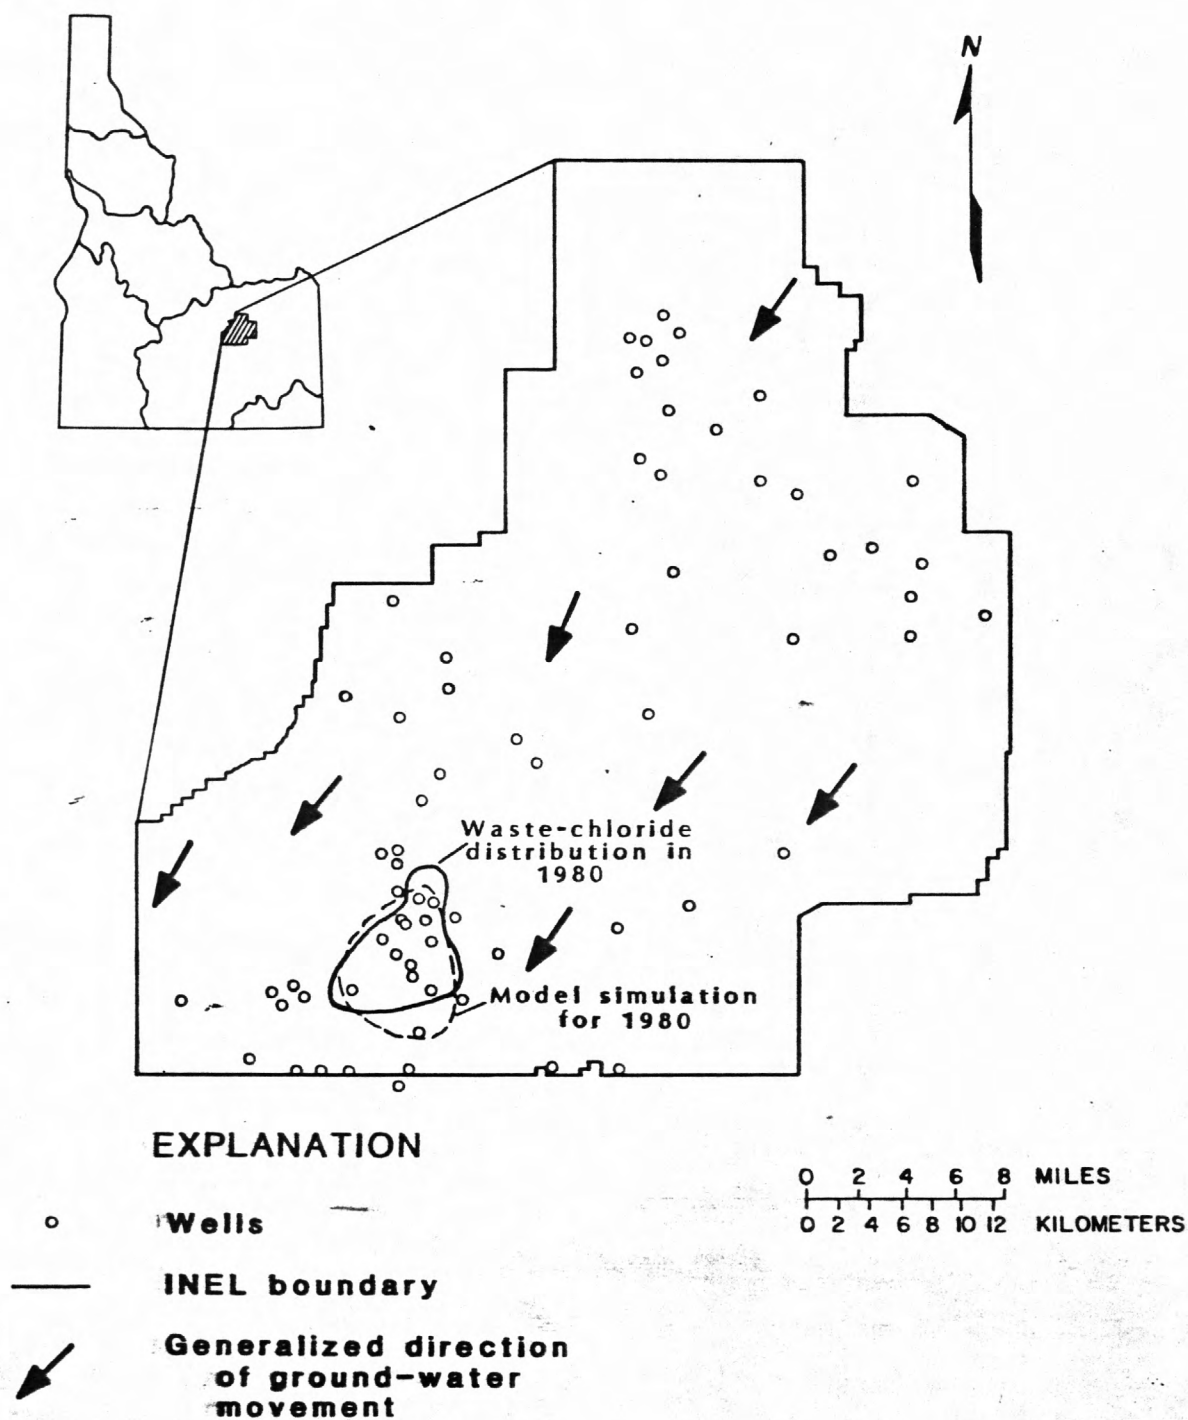 N
Waste-chloride
distribution in
1980
Model simulation
for 1980
EXPLANATION
0 2 4 6 8 MILES
0 2 4 6 8 10 12 KILOMETERS
Wells
INEL boundary
Generalized direction
of ground-water
movement